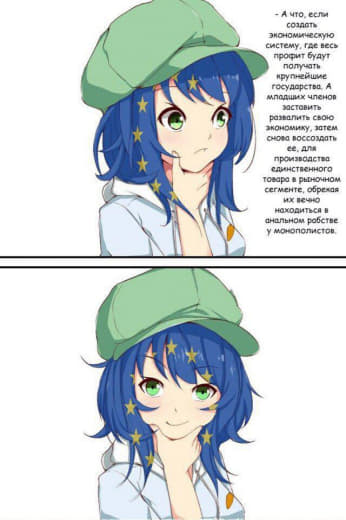 - А что, если
создать
экономическую
систему, где весь
профит будут
получать
крупнейшие
государства. А
младших членов
заставить
развалить свою
экономику, затем
снова воссоздать
ее, для
производства
единственного
товара в рыночном
сегменте, обрекая
их вечно
находиться в
анальном рабстве
у монополистов.